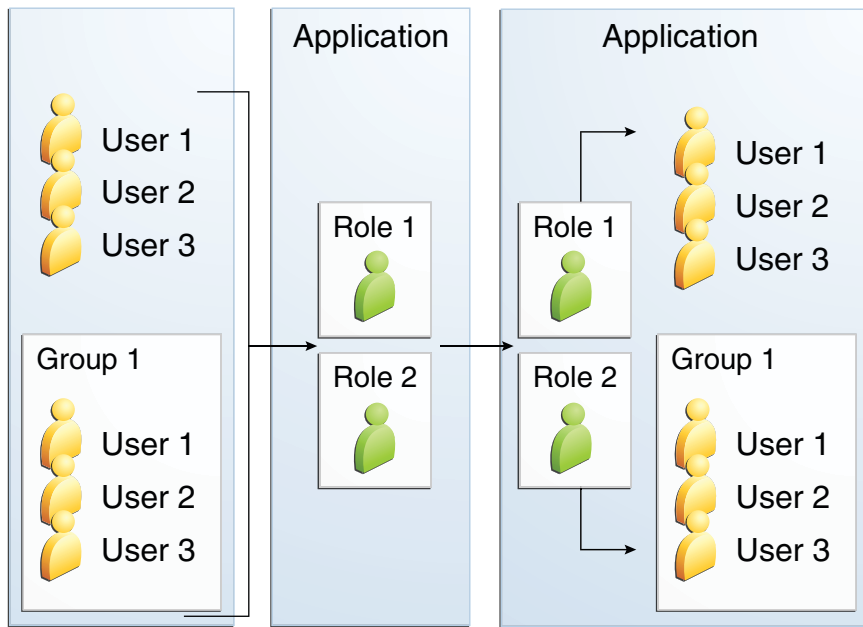 User 1
User 2
User 3
Group 1
User 1
User 2
User 3
Application
Role 1
Role 2
Application
Role 1
Role 2
User 1
User 2
User 3
Group 1
User 1
User 2
User 3